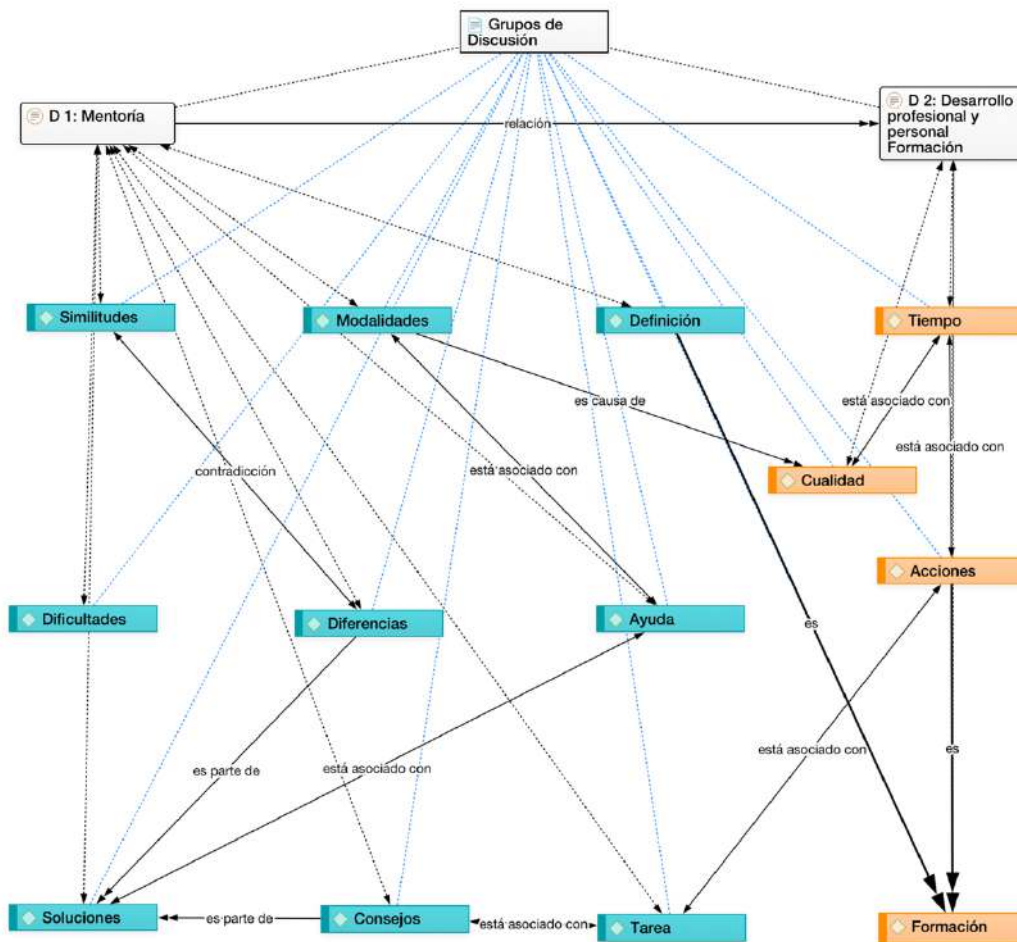 Grupos de
Discusión
D 1: Mentoría
D 2: Desarrollo
profesional y
personal
Formación
relación
Similitudes
Modalidades
Definición
Tiempo
es causa de
está asociado con
contradicción
está asociado con
está asociado con
Cualidad
Acciones
Dificultades
Diferencias
Ayuda
es
está asociado con
es
es parte de
está asociado con
Soluciones
es parte de
Consejos
está asociado con
Tarea
Formación